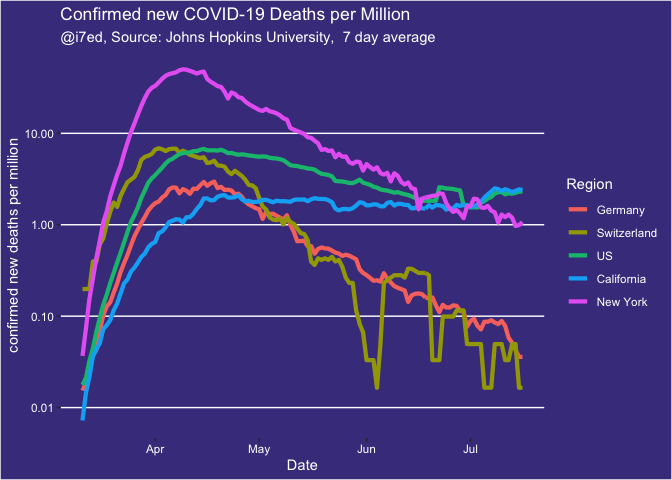 Confirmed new COVID-19 Deaths per Million
@i7ed, Source: Johns Hopkins University,  7 day average
confirmed new deaths per million
10.00
1.00
0.10
0.01
Apr
May
Jun
Jul
Date
Region
Germany
Switzerland
US
California
New York